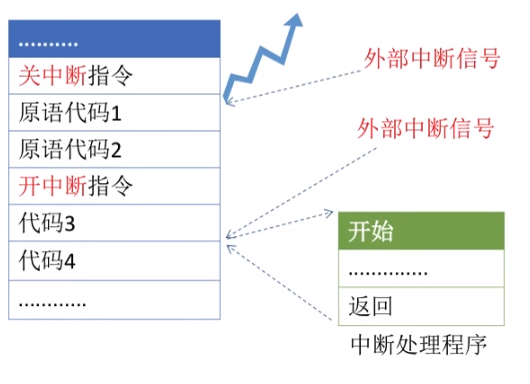 ..........
关中断指令
原语代码1
原语代码2
开中断指令
代码3
代码4
............
外部中断信号
外部中断信号
开始
..............
返回
中断处理程序